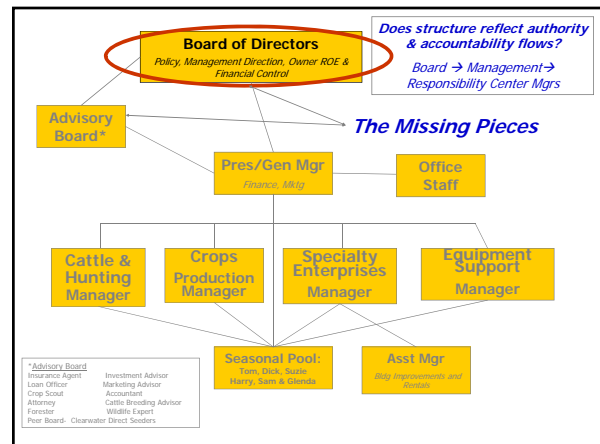 Board of Directors
Policy, Management Direction, Owner ROE &
Financial Control
Does structure reflect authority
& accountability flows?
Board → Management→
Responsibility Center Mgrs
Advisory
Board*
The Missing Pieces
Pres/Gen Mgr
Finance, Mktg
Office
Staff
Cattle &
Hunting
Manager
Crops
Production
Manager
Specialty
Enterprises
Manager
Equipment
Support
Manager
Seasonal Pool:
Tom, Dick, Suzie
Harry, Sam & Glenda
Asst Mgr
Bldg Improvements and
Rentals
*Advisory Board
Insurance Agent Investment Advisor
Loan Officer Marketing Advisor
Crop Scout Accountant
Attorney Cattle Breeding Advisor
Forester Wildlife Expert
Peer Board- Clearwater Direct Seeders